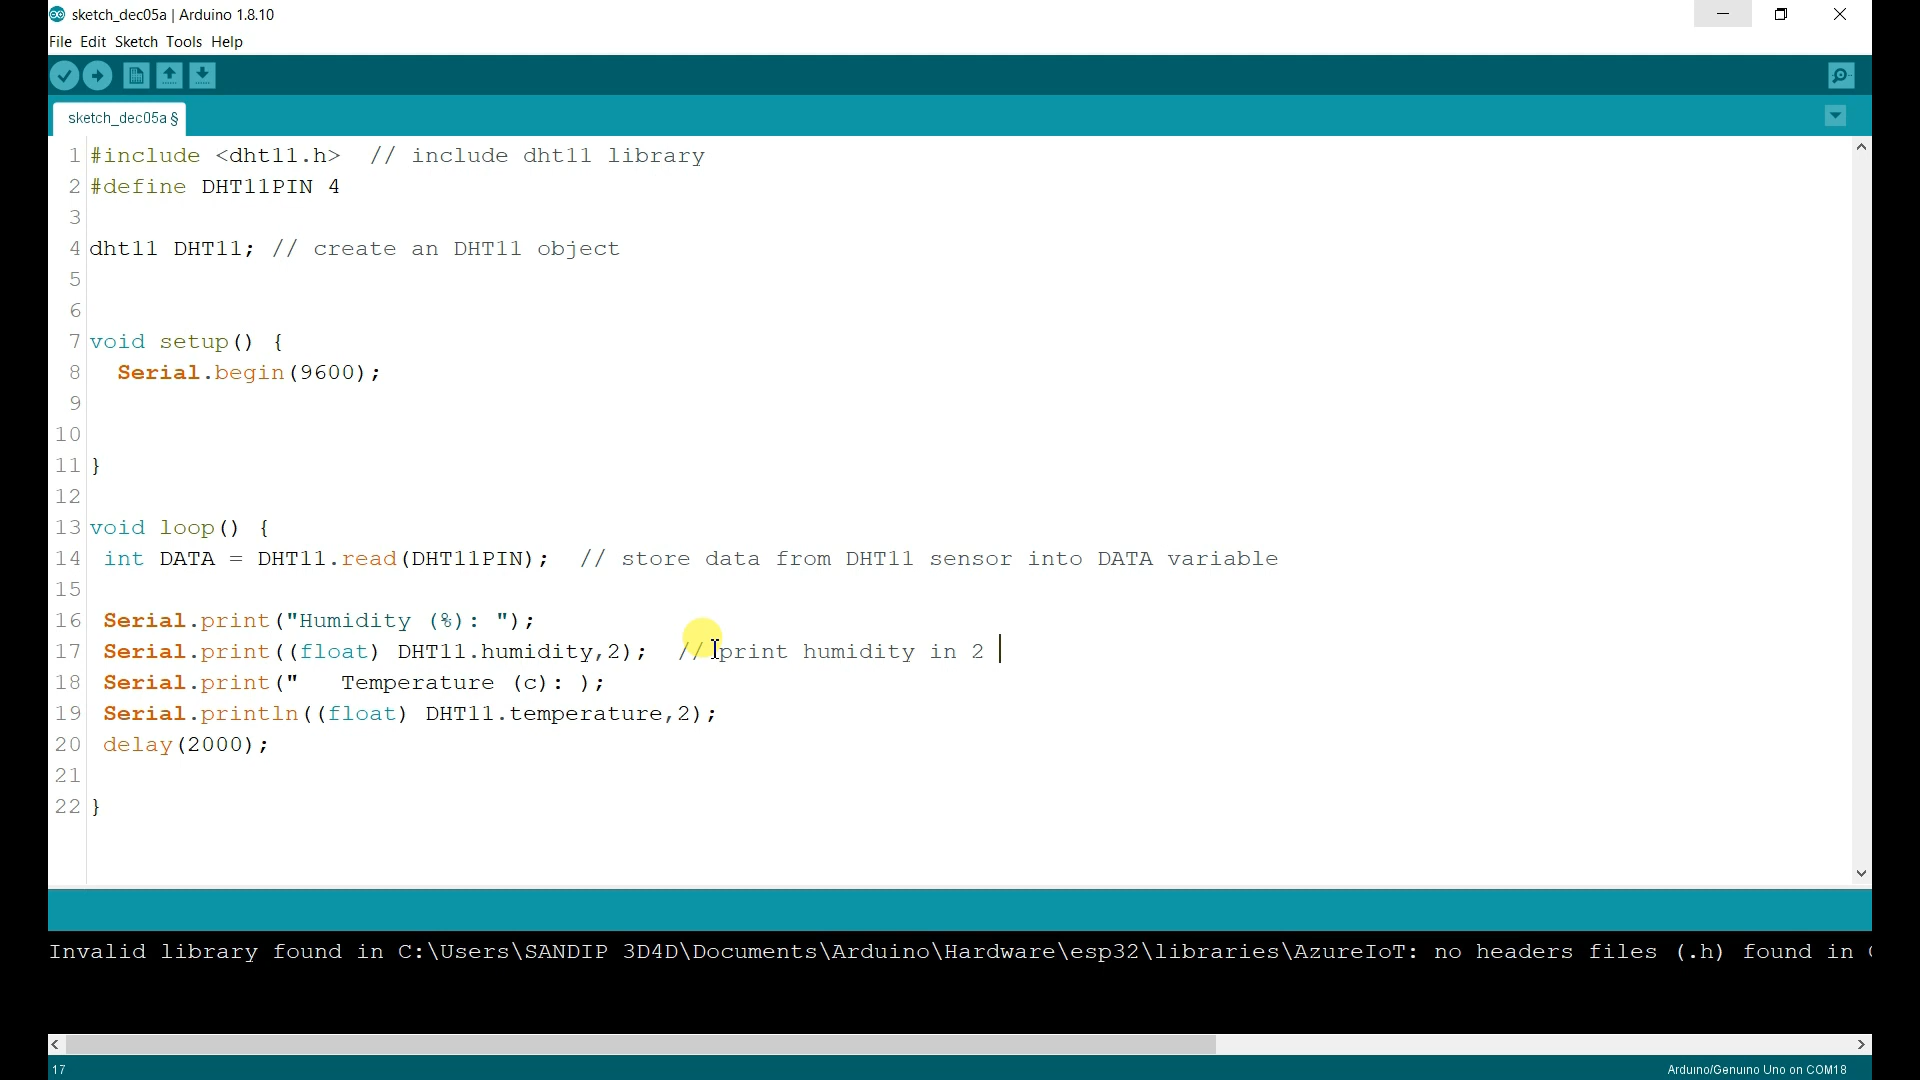 sketch_dec05a | Arduino 1.8.10
File Edit Sketch Tools Help
sketch_dec05a §
1 #include <dht11.h>  // include dht11 library
2 #define DHT11PIN 4
3
4 dht11 DHT11; // create an DHT11 object
5
6
7 void setup() {
8   Serial.begin(9600);
9
10
11 }
12
13 void loop() {
14  int DATA = DHT11.read(DHT11PIN);  // store data from DHT11 sensor into DATA variable
15
16  Serial.print("Humidity (%): ");
17  Serial.print((float) DHT11.humidity,2);  // print humidity in 2
18  Serial.print("   Temperature (c): );
19  Serial.println((float) DHT11.temperature,2);
20  delay(2000);
21
22 }
Invalid library found in C:\Users\SANDIP 3D4D\Documents\Arduino\Hardware\esp32\libraries\AzureIoT: no headers files (.h) found in
17
Arduino/Genuino Uno on COM18